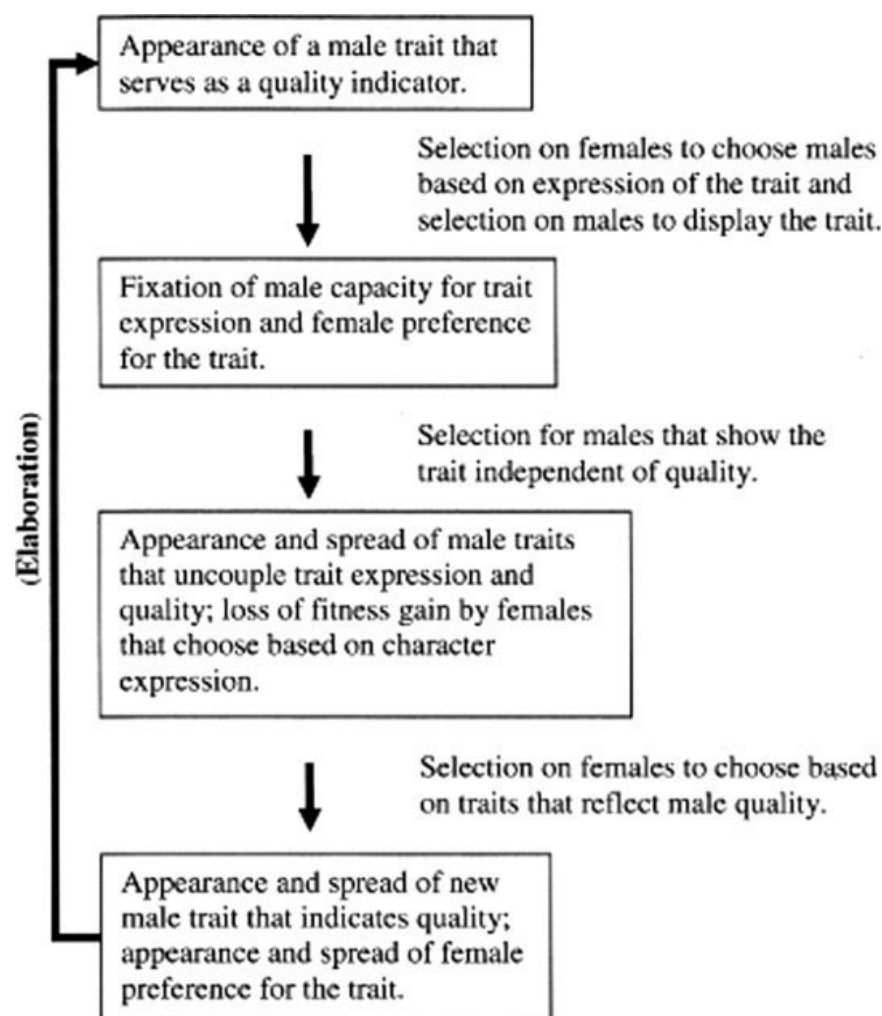 Appearance of a male trait that
serves as a quality indicator.
Selection on females to choose males
based on expression of the trait and
selection on males to display the trait.
Fixation of male capacity for trait
expression and female preference
for the trait.
(Elaboration)
Selection for males that show the
trait independent of quality.
Appearance and spread of male traits
that uncouple trait expression and
quality; loss of fitness gain by females
that choose based on character
expression.
Selection on females to choose based
on traits that reflect male quality.
Appearance and spread of new
male trait that indicates quality;
appearance and spread of female
preference for the trait.